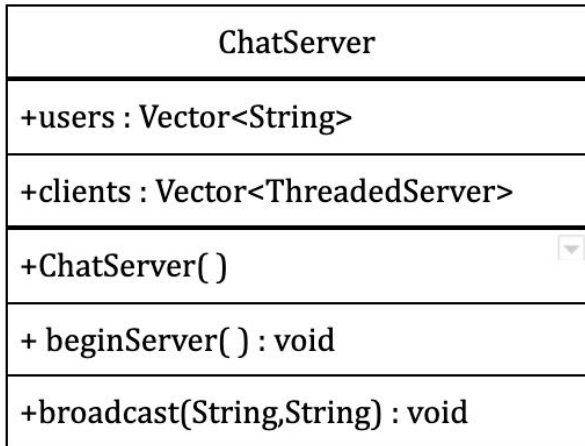 ChatServer
+users : Vector<String>
+clients : Vector<ThreadedServer>
+ChatServer( )
+ beginServer( ) : void
+broadcast(String,String) : void